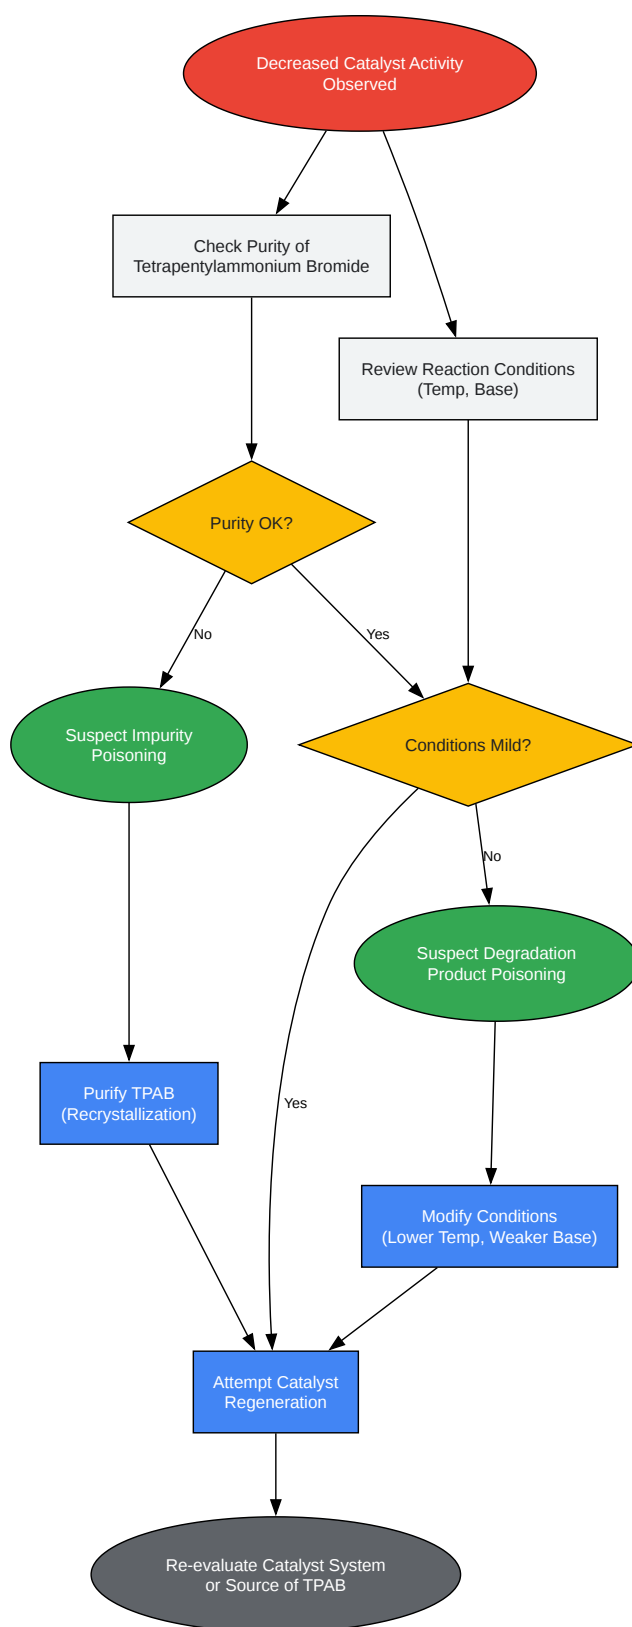 Decreased Catalyst Activity
Observed
Check Purity of
Tetrapentylammonium Bromide
Review Reaction Conditions
(Temp, Base)
Purity OK?
No
Yes
Suspect Impurity
Poisoning
Conditions Mild?
No
Suspect Degradation
Product Poisoning
Purify TPAB
(Recrystallization)
Yes
Modify Conditions
(Lower Temp, Weaker Base)
Attempt Catalyst
Regeneration
Re-evaluate Catalyst System
or Source of TPAB